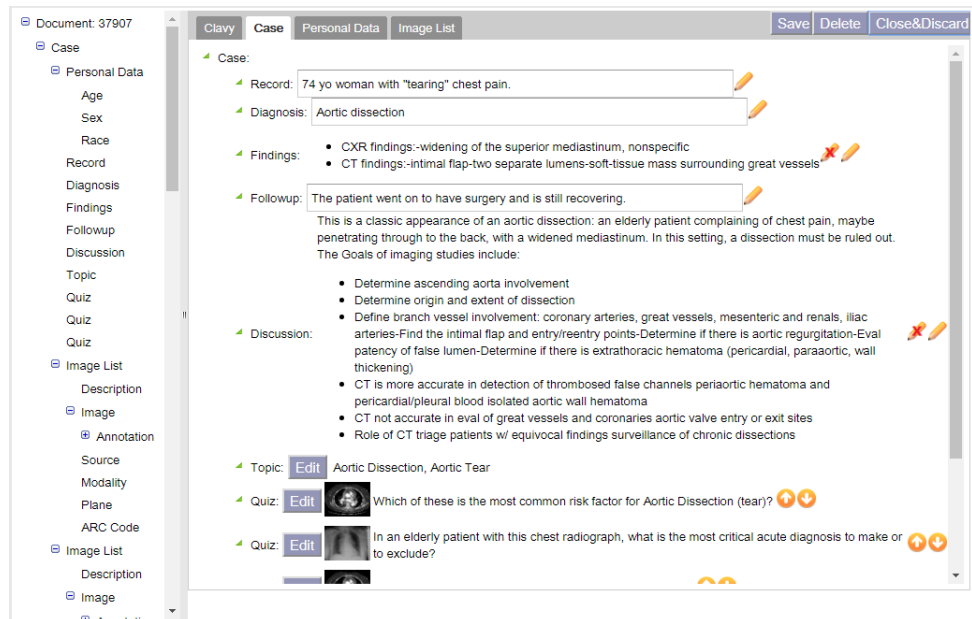 Document: 37907
Case
Personal Data
Age
Sex
Race
Record
Diagnosis
Findings
Followup
Discussion
Topic
Quiz
Quiz
Quiz
Image List
Description
Image
Annotation
Source
Modality
Plane
ARC Code
Image List
Description
Image
Clavy Case Personal Data Image List
Save Delete Close&Discard
Case:
Record: 74 yo woman with "tearing" chest pain.
Diagnosis: Aortic dissection
Findings:
• CXR findings:-widening of the superior mediastinum, nonspecific
• CT findings:-intimal flap-two separate lumens-soft-tissue mass surrounding great vessels
Followup: The patient went on to have surgery and is still recovering.
Discussion:
This is a classic appearance of an aortic dissection: an elderly patient complaining of chest pain, maybe
penetrating through to the back, with a widened mediastinum. In this setting, a dissection must be ruled out.
The Goals of imaging studies include:
• Determine ascending aorta involvement
• Determine origin and extent of dissection
• Define branch vessel involvement: coronary arteries, great vessels, mesenteric and renals, iliac
arteries-Find the intimal flap and entry/reentry points-Determine if there is aortic regurgitation-Eval
patency of false lumen-Determine if there is extrathoracic hematoma (pericardial, paraaortic, wall
thickening)
• CT is more accurate in detection of thrombosed false channels periaortic hematoma and
pericardial/pleural blood isolated aortic wall hematoma
• CT not accurate in eval of great vessels and coronaries aortic valve entry or exit sites
• Role of CT triage patients w/ equivocal findings surveillance of chronic dissections
Topic: Edit Aortic Dissection, Aortic Tear
Quiz: Edit Which of these is the most common risk factor for Aortic Dissection (tear)?
Quiz: Edit In an elderly patient with this chest radiograph, what is the most critical acute diagnosis to make or
to exclude?